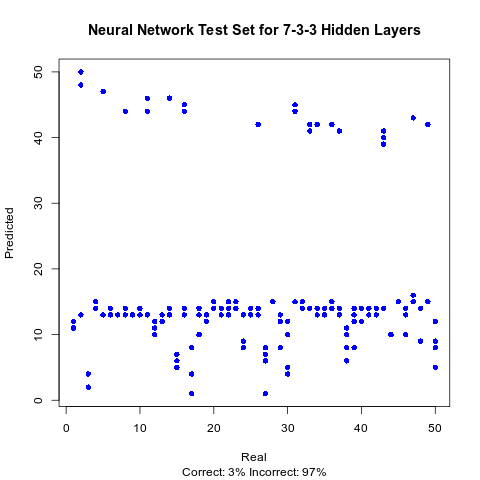 Neural Network Test Set for 7-3-3 Hidden Layers
Predicted
50
40
30
20
10
0
0 10 20 30 40 50
Real
Correct: 3% Incorrect: 97%